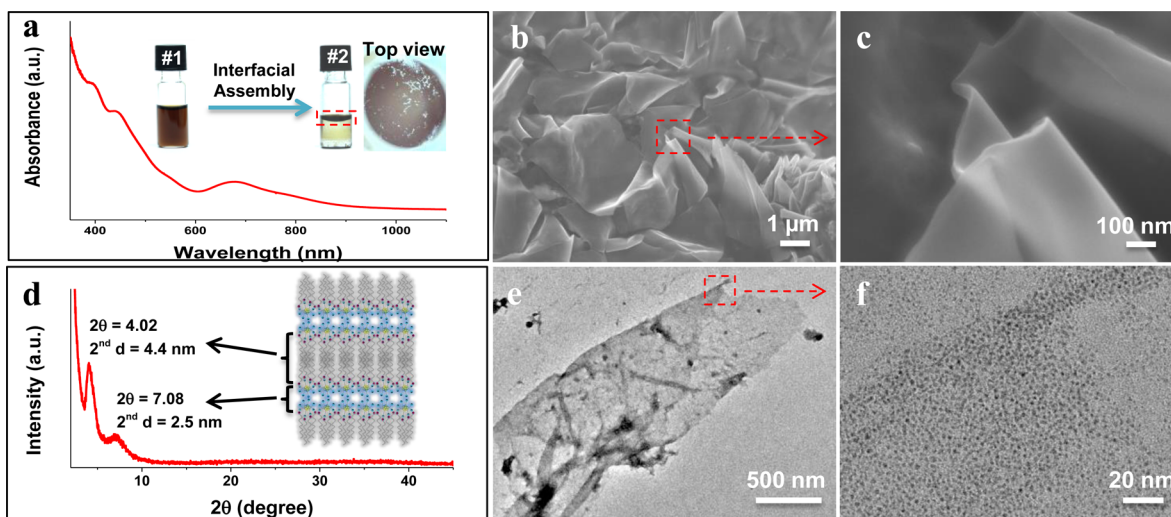 a
#1
Interfacial
Assembly
#2
Top view
Absorbance (a.u.)
400
600
800
1000
Wavelength (nm)
b
1 μm
c
100 nm
d
2θ = 4.02
2nd d = 4.4 nm
2θ = 7.08
2nd d = 2.5 nm
Intensity (a.u.)
10
20
30
40
2θ (degree)
e
500 nm
f
20 nm